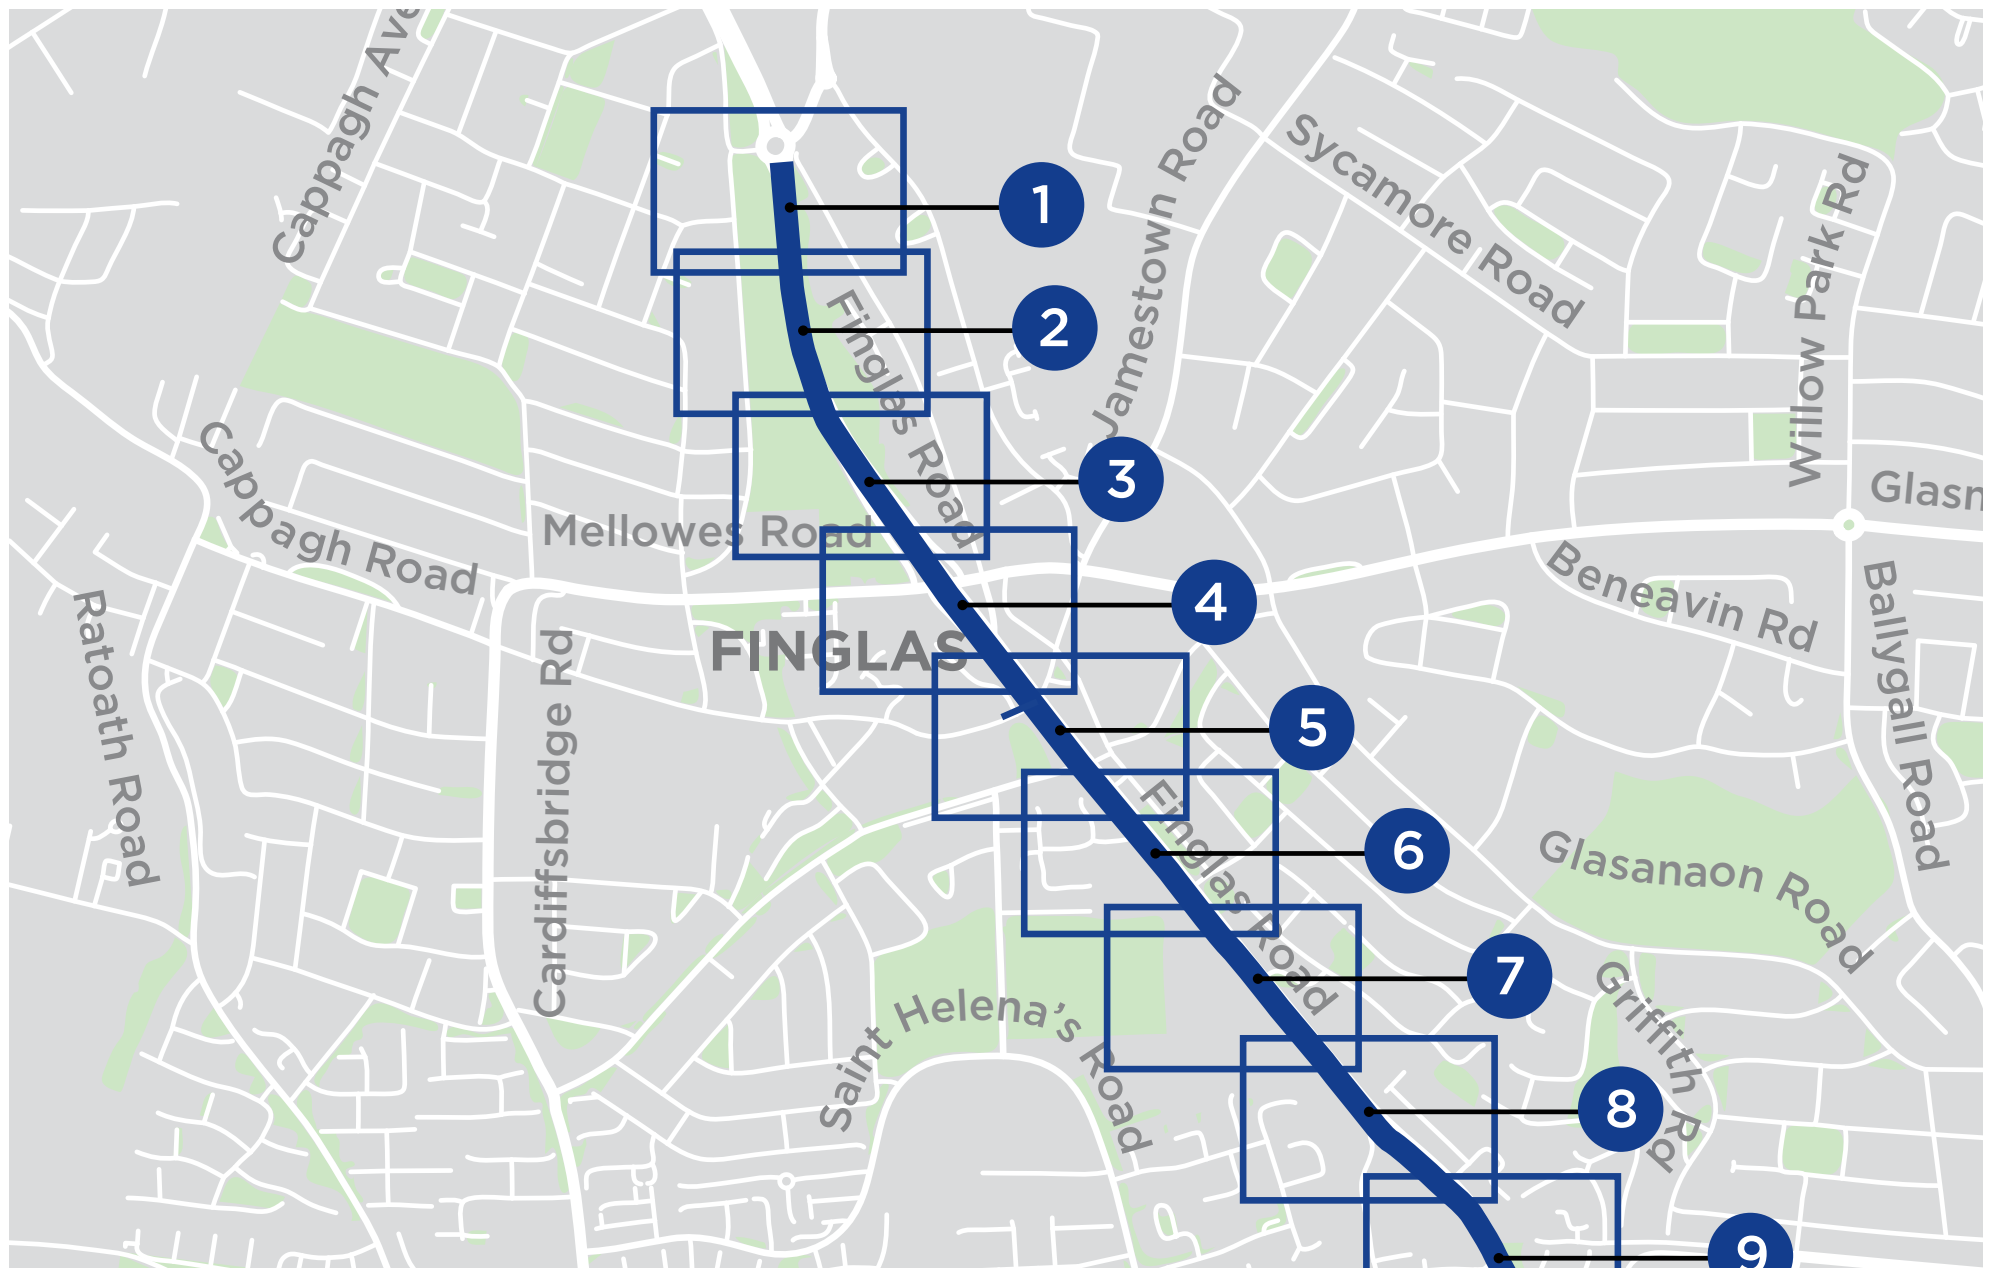 Cappagh Ave
Jamestown Road
Sycamore Road
Willow Park Rd
1
2
Finglas Road
3
Cappagh Road
Mellowes Road
Glasn
Beneavin Rd
Ballygall Road
Ratoath Road
4
FINGLAS
Cardiffsbridge Rd
5
Finglas Road
6
Glasanaon Road
7
Griffith Rd
Saint Helena's Road
8
9